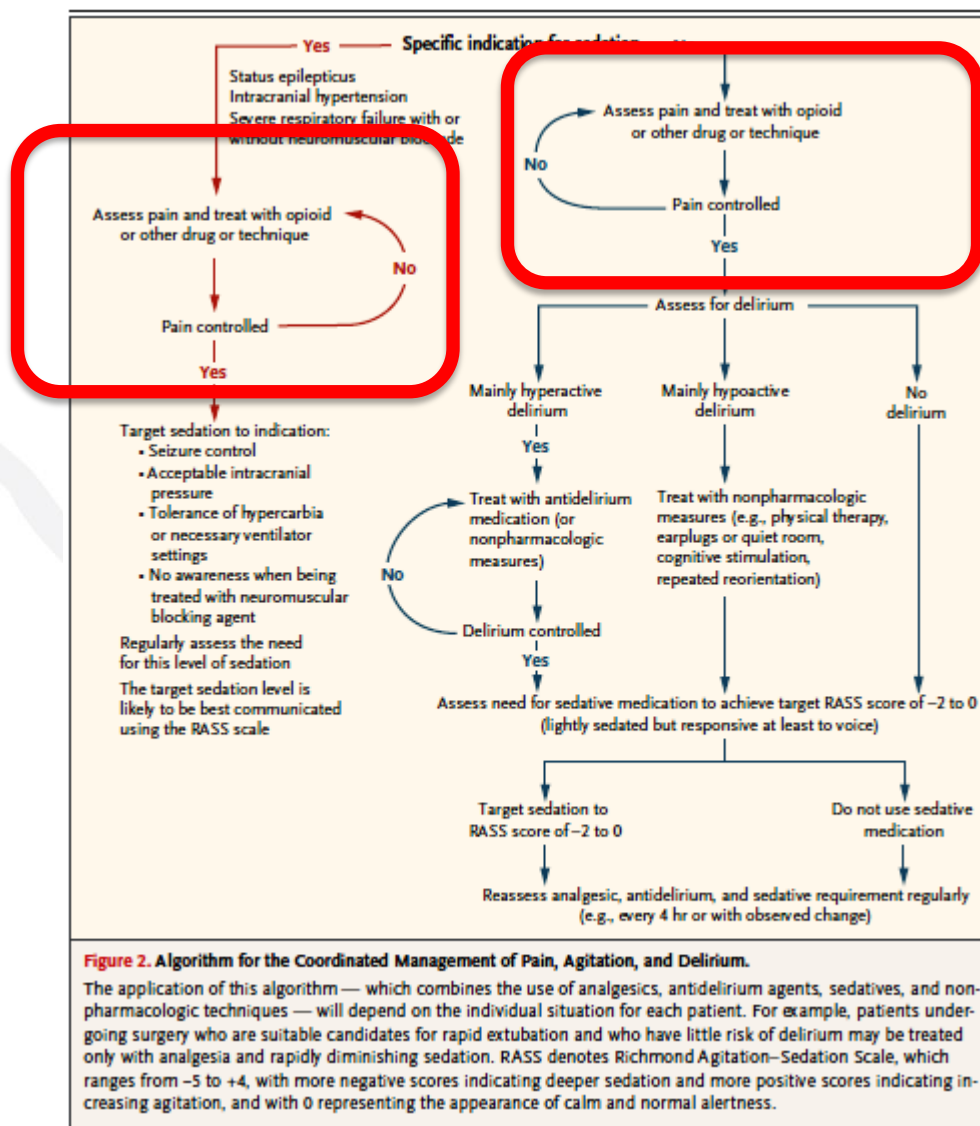 Yes
Specific indication for
Status epilepticus
Intracranial hypertension
Severe respiratory failure with or
without neuromuscular blockade
Assess pain and treat with opioid
or other drug or technique
No
Pain controlled
Yes
Assess pain and treat with opioid
or other drug or technique
No
Pain controlled
Yes
Target sedation to indication:
• Seizure control
• Acceptable intracranial
pressure
• Tolerance of hypercarbia
or necessary ventilator
settings
• No awareness when being
treated with neuromuscular
blocking agent
Regularly assess the need
for this level of sedation
The target sedation level is
likely to be best communicated
using the RASS scale
Assess for delirium
Mainly hyperactive
delirium
Mainly hypoactive
delirium
No
delirium
Yes
Treat with antidelirium
medication (or
nonpharmacologic
measures)
Treat with nonpharmacologic
measures (e.g., physical therapy,
earplugs or quiet room,
cognitive stimulation,
repeated reorientation)
No
Delirium controlled
Yes
Assess need for sedative medication to achieve target RASS score of −2 to 0
(lightly sedated but responsive at least to voice)
Target sedation to
RASS score of −2 to 0
Do not use sedative
medication
Reassess analgesic, antidelirium, and sedative requirement regularly
(e.g., every 4 hr or with observed change)
Figure 2. Algorithm for the Coordinated Management of Pain, Agitation, and Delirium.
The application of this algorithm — which combines the use of analgesics, antidelirium agents, sedatives, and non-
pharmacologic techniques — will depend on the individual situation for each patient. For example, patients under-
going surgery who are suitable candidates for rapid extubation and who have little risk of delirium may be treated
only with analgesia and rapidly diminishing sedation. RASS denotes Richmond Agitation–Sedation Scale, which
ranges from −5 to +4, with more negative scores indicating deeper sedation and more positive scores indicating in-
creasing agitation, and with 0 representing the appearance of calm and normal alertness.